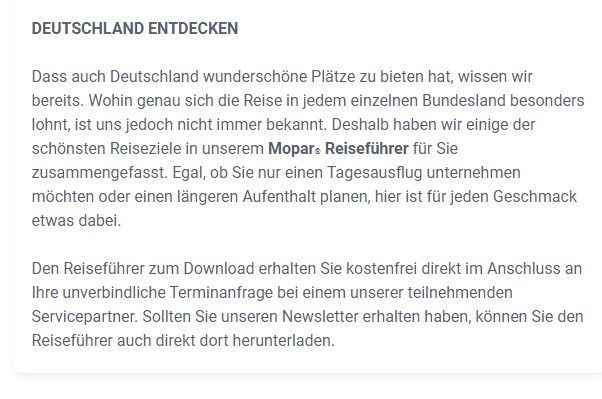 DEUTSCHLAND ENTDECKEN
Dass auch Deutschland wunderschöne Plätze zu bieten hat, wissen wir
bereits. Wohin genau sich die Reise in jedem einzelnen Bundesland besonders
lohnt, ist uns jedoch nicht immer bekannt. Deshalb haben wir einige der
schönsten Reiseziele in unserem Mopar® Reiseführer für Sie
zusammengefasst. Egal, ob Sie nur einen Tagesausflug unternehmen
möchten oder einen längeren Aufenthalt planen, hier ist für jeden Geschmack
etwas dabei.
Den Reiseführer zum Download erhalten Sie kostenfrei direkt im Anschluss an
Ihre unverbindliche Terminanfrage bei einem unserer teilnehmenden
Servicepartner. Sollten Sie unseren Newsletter erhalten haben, können Sie den
Reiseführer auch direkt dort herunterladen.